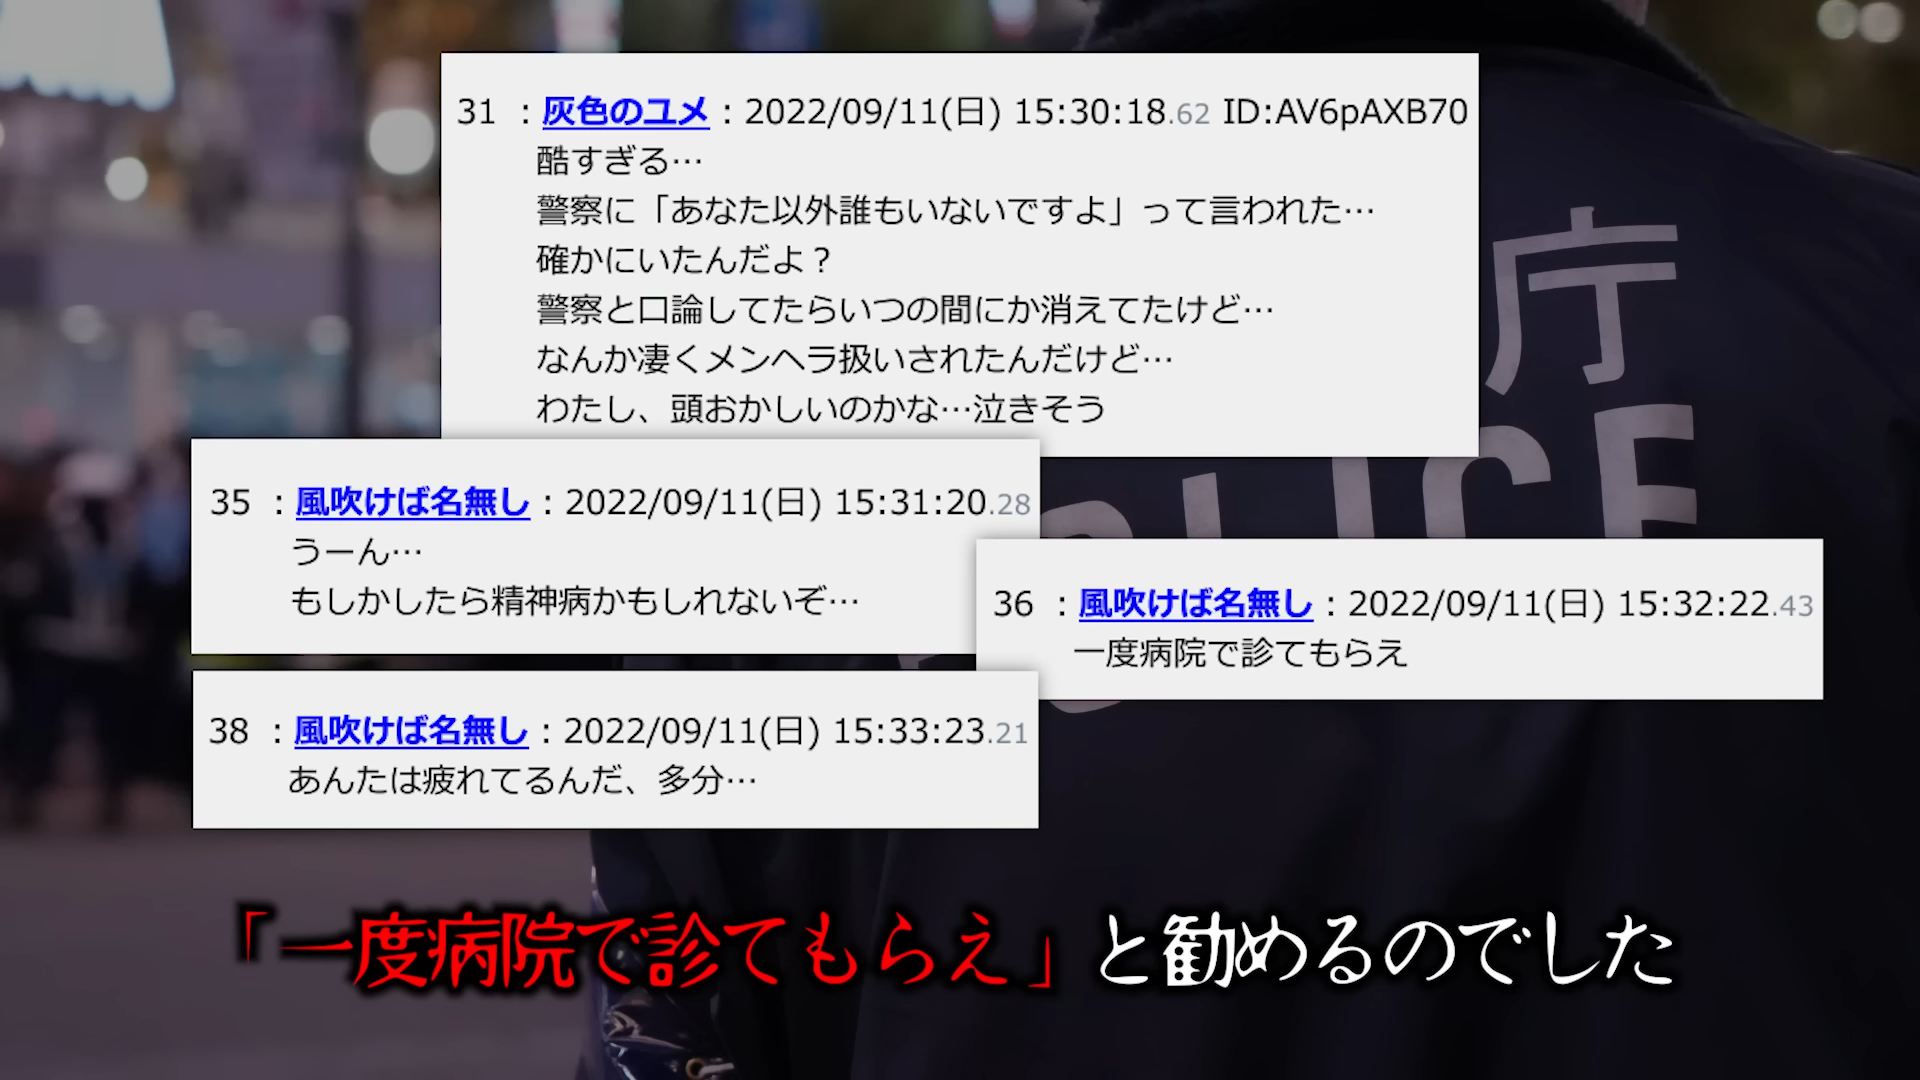 31 ：灰色のユメ：2022/09/11(日) 15:30:18.62 ID:AV6pAXB70
酷すぎる…
警察に「あなた以外誰もいないですよ」って言われた…
確かにいたんだよ？
警察と口論してたらいつの間にか消えてたけど…
なんか凄くメンヘラ扱いされたんだけど…
わたし、頭おかしいのかな…泣きそう
庁
35 ：風吹けば名無し：2022/09/11(日) 15:31:20.28
うーん…
もしかしたら精神病かもしれないぞ…
36 ：風吹けば名無し：2022/09/11(日) 15:32:22.43
一度病院で診てもらえ
38 ：風吹けば名無し：2022/09/11(日) 15:33:23.21
あんたは疲れてるんだ、多分…
「一度病院で診てもらえ」と勧めるのでした